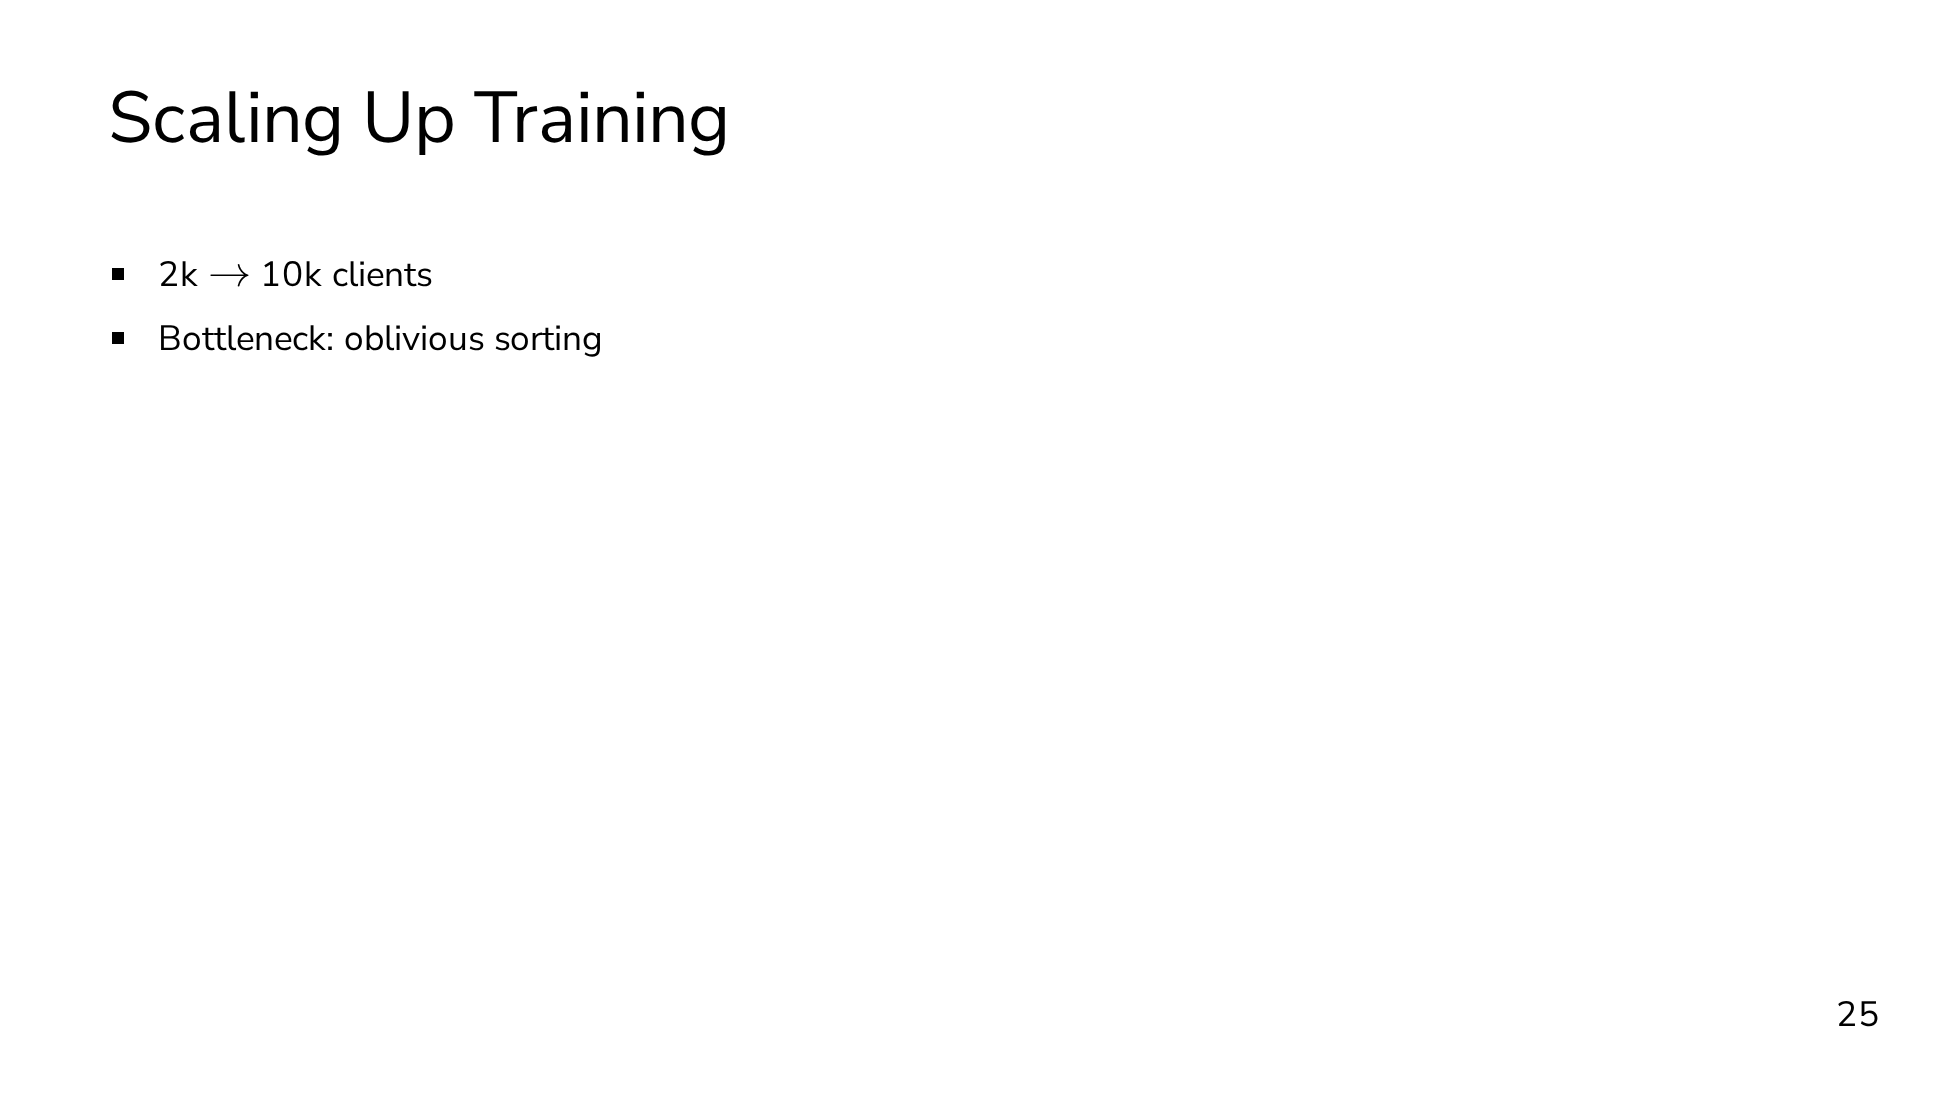 Scaling Up Training
▪ 2k → 10k clients
▪ Bottleneck: oblivious sorting
25